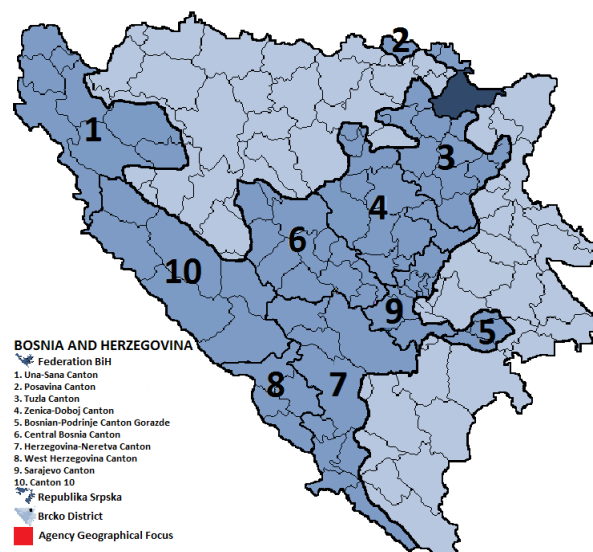 2
1
3
4
6
10
9
5
8
7
BOSNIA AND HERZEGOVINA
Federation BiH
1. Una-Sana Canton
2. Posavina Canton
3. Tuzla Canton
4. Zenica-Doboj Canton
5. Bosnian-Podrinje Canton Gorazde
6. Central Bosnia Canton
7. Herzegovina-Neretva Canton
8. West Herzegovina Canton
9. Sarajevo Canton
10. Canton 10
Republika Srpska
Brcko District
Agency Geographical Focus